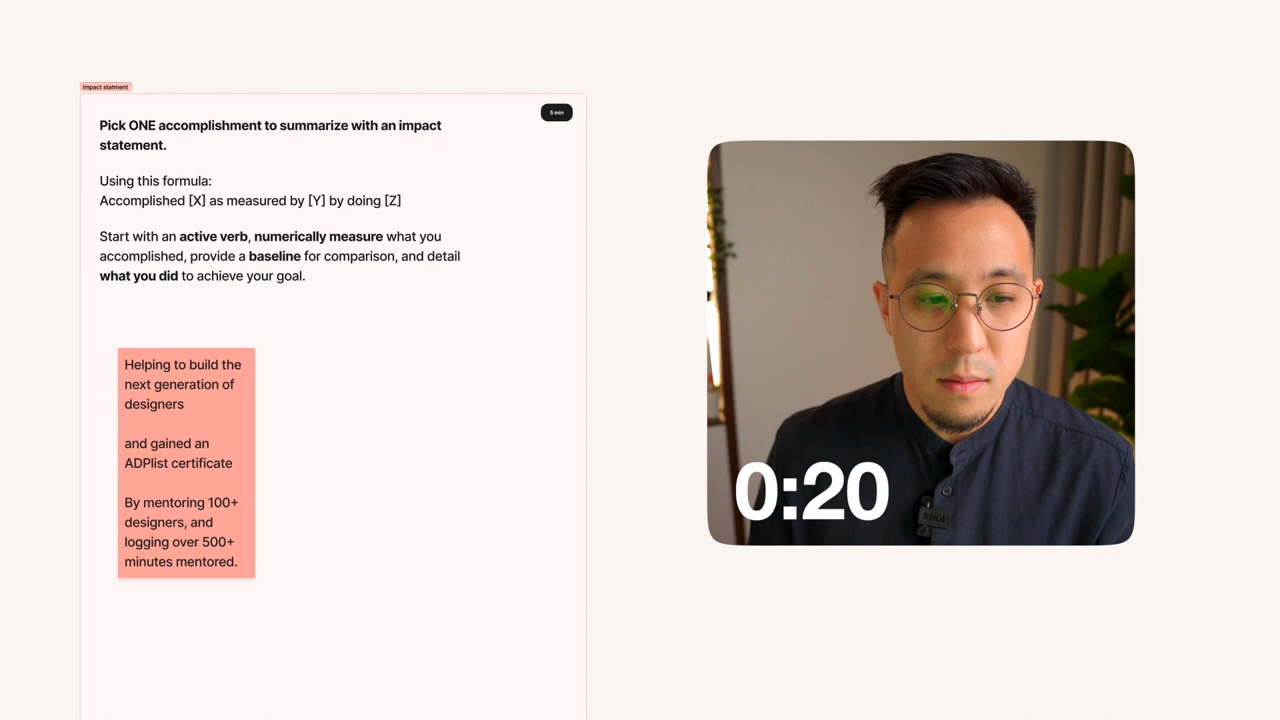 Impact statment
5 min
Pick ONE accomplishment to summarize with an impact
statement.
Using this formula:
Accomplished [X] as measured by [Y] by doing [Z]
Start with an active verb, numerically measure what you
accomplished, provide a baseline for comparison, and detail
what you did to achieve your goal.
Helping to build the
next generation of
designers
and gained an
ADPlist certificate
By mentoring 100+
designers, and
logging over 500+
minutes mentored.
0:20
RODE